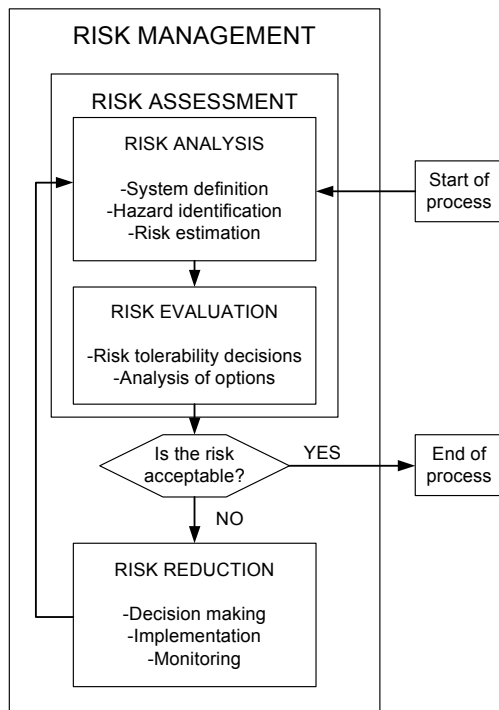 RISK MANAGEMENT
RISK ASSESSMENT
RISK ANALYSIS
-System definition
-Hazard identification
-Risk estimation
Start of
process
RISK EVALUATION
-Risk tolerability decisions
-Analysis of options
Is the risk
acceptable?
YES
End of
process
NO
RISK REDUCTION
-Decision making
-Implementation
-Monitoring